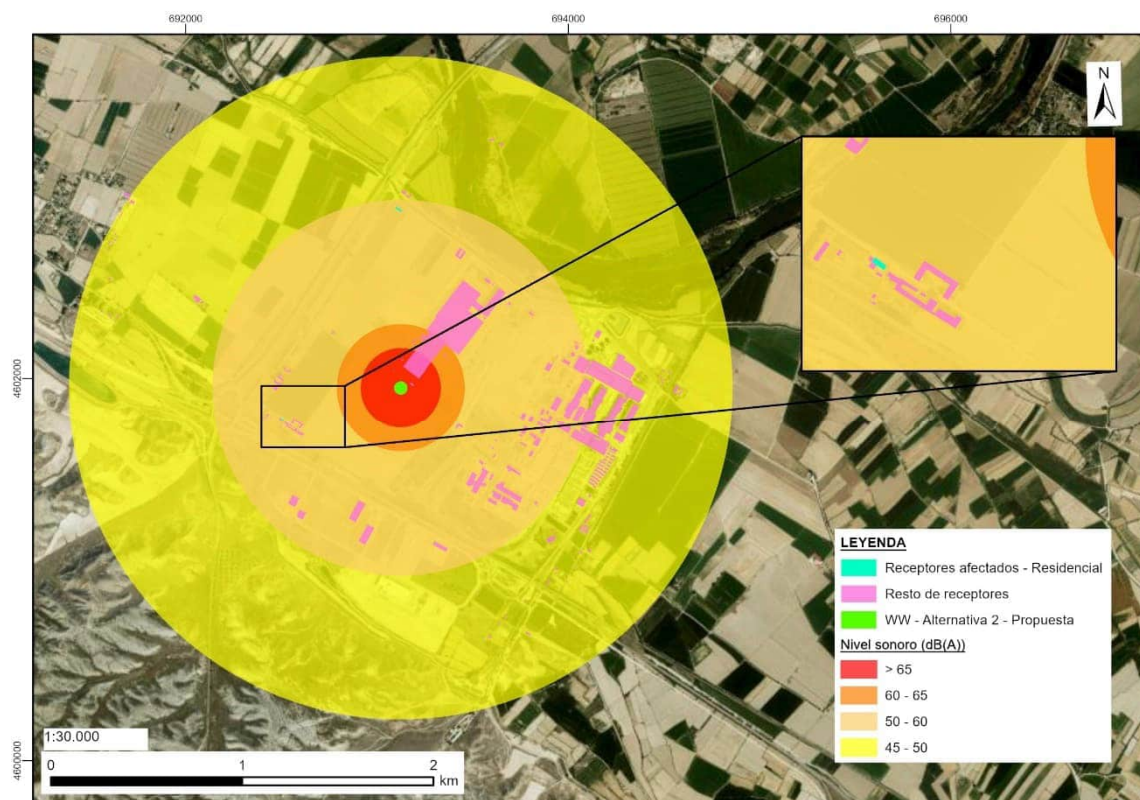 692000
694000
696000
N
4602000
4600000
LEYENDA
Receptores afectados - Residencial
Resto de receptores
WW - Alternativa 2 - Propuesta
Nivel sonoro (dB(A))
> 65
60 - 65
50 - 60
45 - 50
1:30.000
0 1 2
km